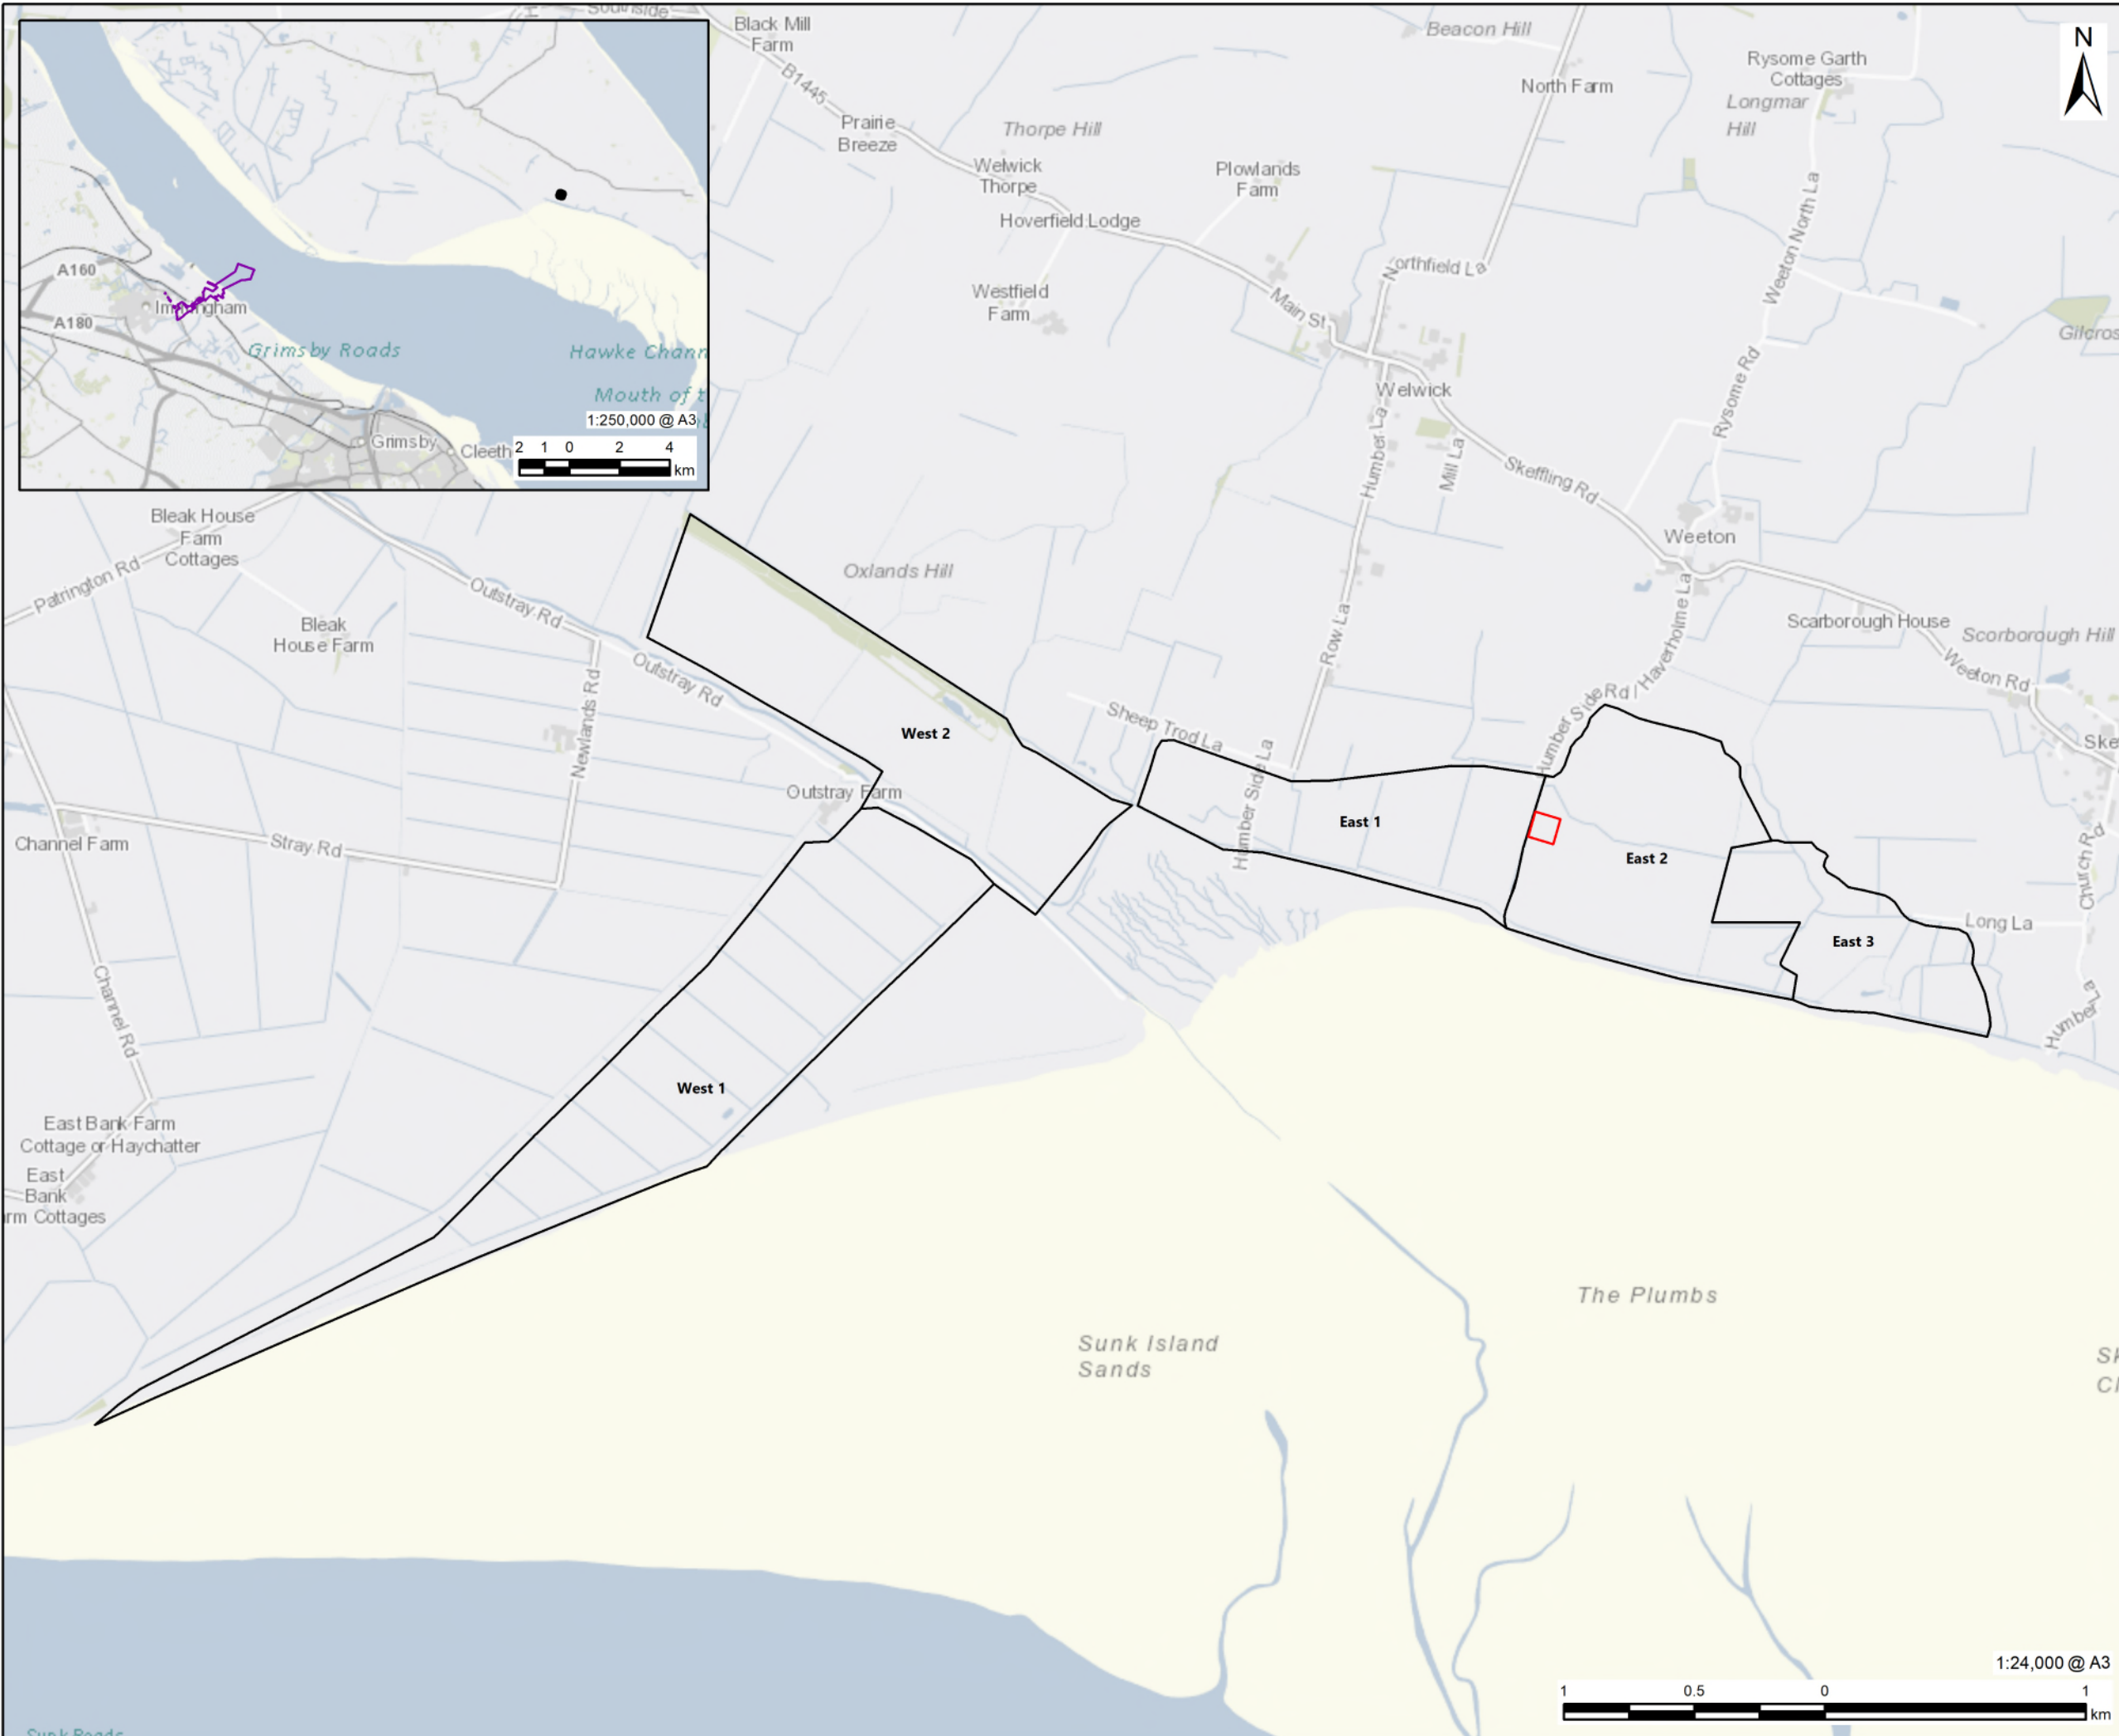 Southside
Black Mill
Farm
B1445
Beacon Hill
North Farm
Rysome Garth
Cottages
Longmar
Hill
N
Prairie
Breeze
Thorpe Hill
Welwick
Thorpe
Plowlands
Farm
Hoverfield Lodge
Westfield
Farm
Northfield La
Main St
Weeton North La
Gilcros
Welwick
Rysome Rd
Humber La
Mill La
Skeffling Rd
Weeton
A160
Immingham
A180
Grimsby Roads
Hawke Chann
Mouth of t
1:250,000 @ A3
Grimsby
Cleeth
2 1 0 2 4
km
Bleak House
Farm
Cottages
Patrington Rd
Outstray Rd
Oxlands Hill
Bleak
House Farm
Outstray Rd
Newlands Rd
Row La
Haverholme La
Scarborough House
Scorborough Hill
Weeton Rd
Humber Side Rd
Sheep Trod La
West 2
Ske
Humber Side La
Outstray Farm
East 1
East 2
Channel Farm
Stray Rd
Church Rd
Long La
East 3
Channel Rd
Humber La
West 1
East Bank Farm
Cottage or Haychatter
East
Bank
rm Cottages
The Plumbs
Sunk Island
Sands
Sk
1:24,000 @ A3
1 0.5 0 1
km
Sunk Roads